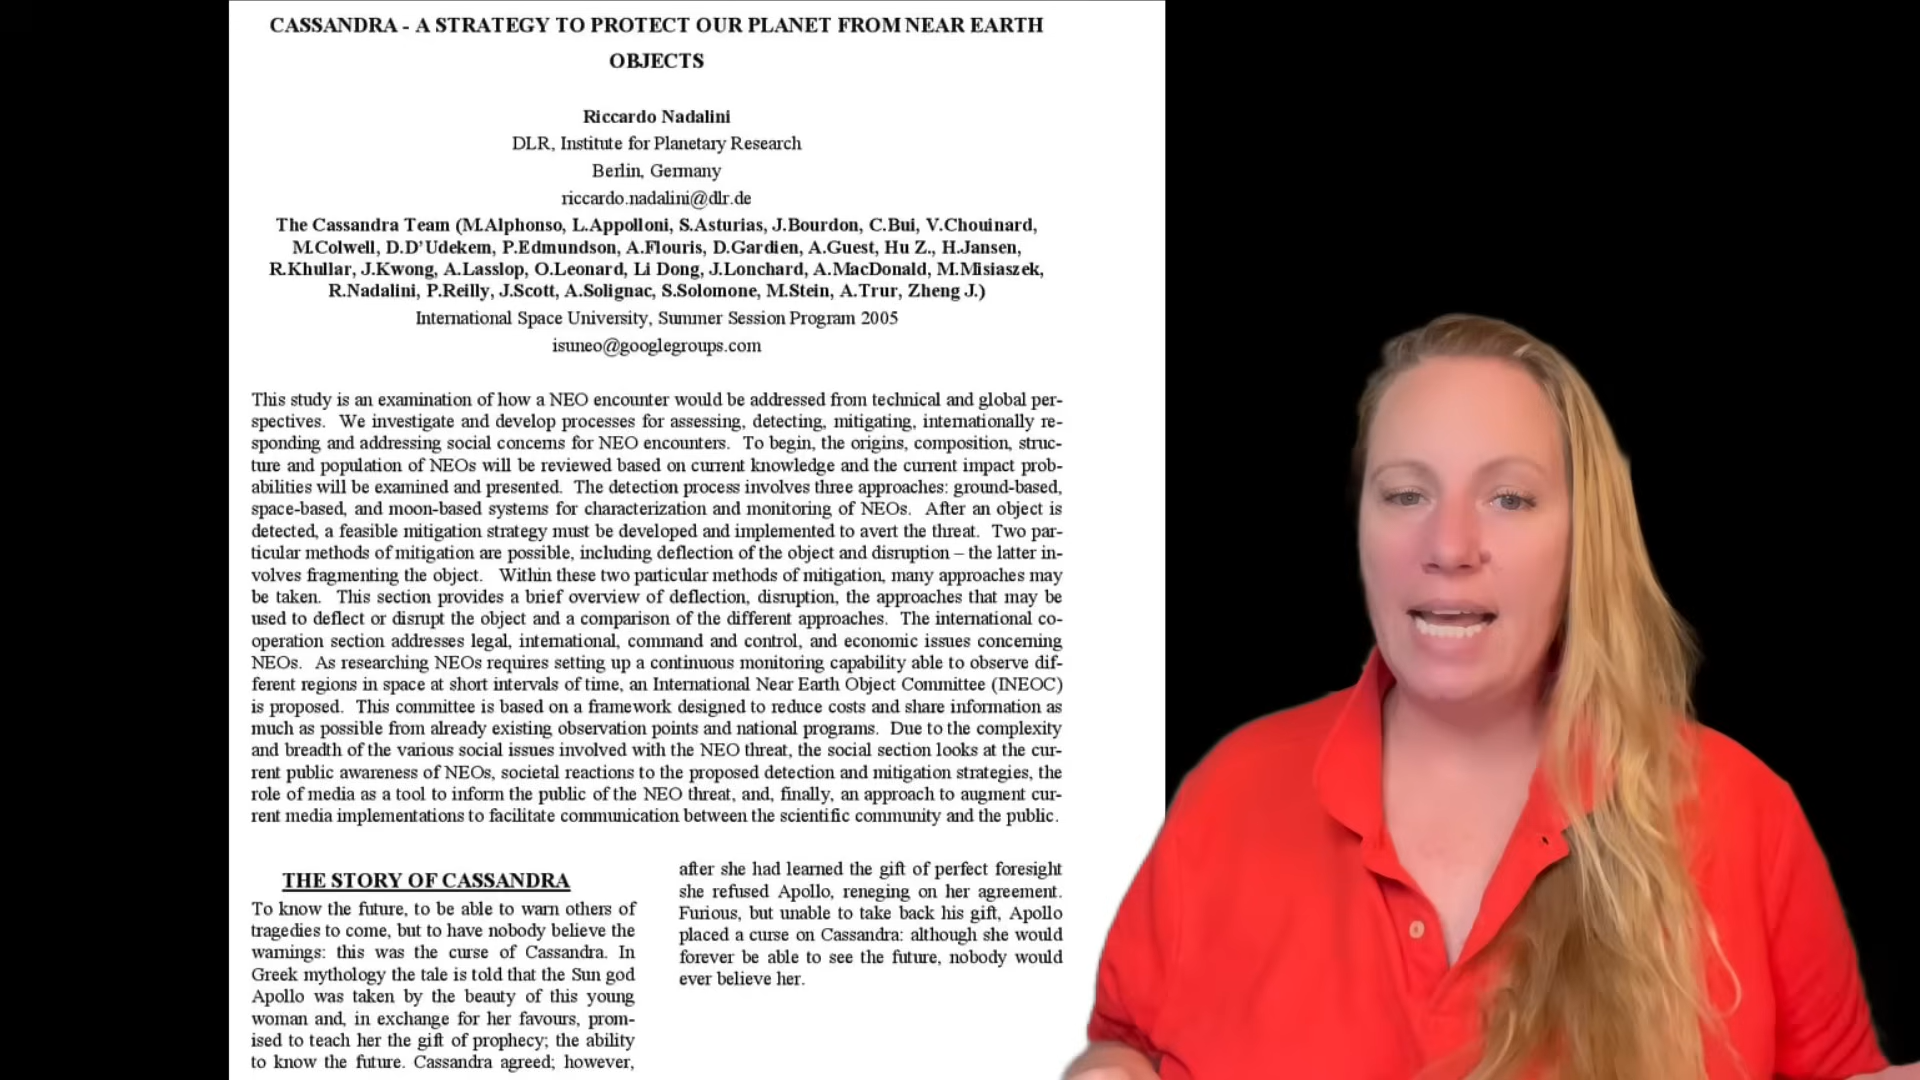 CASSANDRA - A STRATEGY TO PROTECT OUR PLANET FROM NEAR EARTH
OBJECTS
Riccardo Nadalini
DLR, Institute for Planetary Research
Berlin, Germany
riccardo.nadalini@dlr.de
The Cassandra Team (M.Alphonso, L.Appolloni, S.Asturias, J.Bourdon, C.Bui, V.Chouinard,
M.Colwell, D.D'Udekem, P.Edmundson, A.Flouris, D.Gardien, A.Guest, Hu Z., H.Jansen,
R.Khullar, J.Kwong, A.Lasslop, O.Leonard, Li Dong, J.Lonchard, A.MacDonald, M.Misiaszek,
R.Nadalini, P.Reilly, J.Scott, A.Solignac, S.Solomone, M.Stein, A.Trur, Zheng J.)
International Space University, Summer Session Program 2005
isuneo@googlegroups.com
This study is an examination of how a NEO encounter would be addressed from technical and global per-
spectives. We investigate and develop processes for assessing, detecting, mitigating, internationally re-
sponding and addressing social concerns for NEO encounters. To begin, the origins, composition, struc-
ture and population of NEOs will be reviewed based on current knowledge and the current impact prob-
abilities will be examined and presented. The detection process involves three approaches: ground-based,
space-based, and moon-based systems for characterization and monitoring of NEOs. After an object is
detected, a feasible mitigation strategy must be developed and implemented to avert the threat. Two par-
ticular methods of mitigation are possible, including deflection of the object and disruption – the latter in-
volves fragmenting the object. Within these two particular methods of mitigation, many approaches may
be taken. This section provides a brief overview of deflection, disruption, the approaches that may be
used to deflect or disrupt the object and a comparison of the different approaches. The international co-
operation section addresses legal, international, command and control, and economic issues concerning
NEOs. As researching NEOs requires setting up a continuous monitoring capability able to observe dif-
ferent regions in space at short intervals of time, an International Near Earth Object Committee (INEOC)
is proposed. This committee is based on a framework designed to reduce costs and share information as
much as possible from already existing observation points and national programs. Due to the complexity
and breadth of the various social issues involved with the NEO threat, the social section looks at the cur-
rent public awareness of NEOs, societal reactions to the proposed detection and mitigation strategies, the
role of media as a tool to inform the public of the NEO threat, and, finally, an approach to augment cur-
rent media implementations to facilitate communication between the scientific community and the public.
THE STORY OF CASSANDRA
To know the future, to be able to warn others of
tragedies to come, but to have nobody believe the
warnings: this was the curse of Cassandra. In
Greek mythology the tale is told that the Sun god
Apollo was taken by the beauty of this young
woman and, in exchange for her favours, prom-
ised to teach her the gift of prophecy; the ability
to know the future. Cassandra agreed; however,
after she had learned the gift of perfect foresight
she refused Apollo, reneging on her agreement.
Furious, but unable to take back his gift, Apollo
placed a curse on Cassandra: although she would
forever be able to see the future, nobody would
ever believe her.